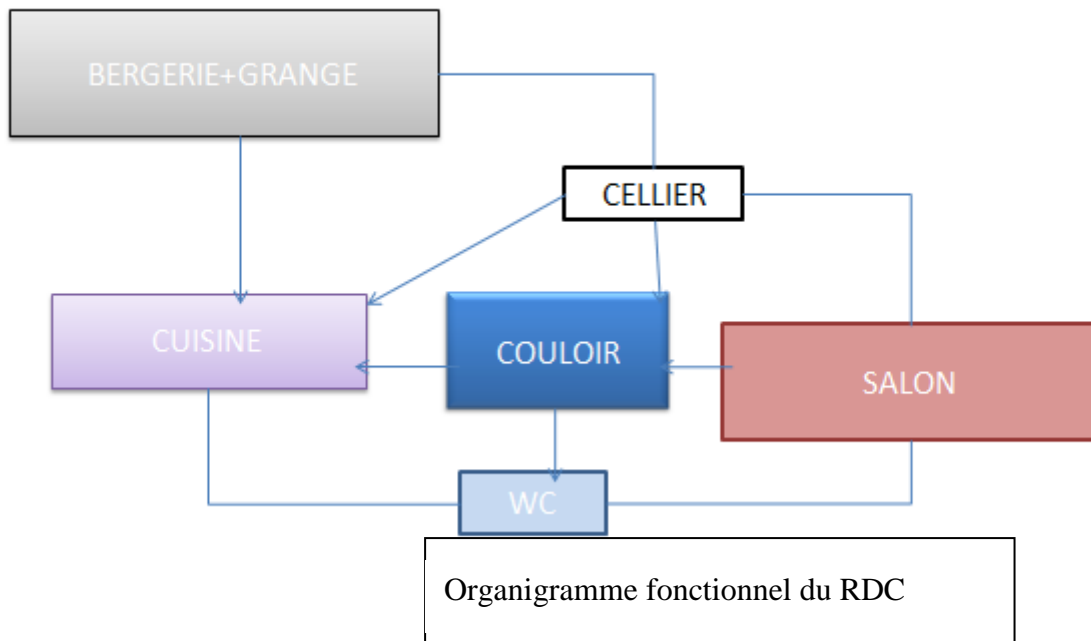 BERGERIE+GRANGE
CELLIER
CUISINE
COULOIR
SALON
WC
Organigramme fonctionnel du RDC